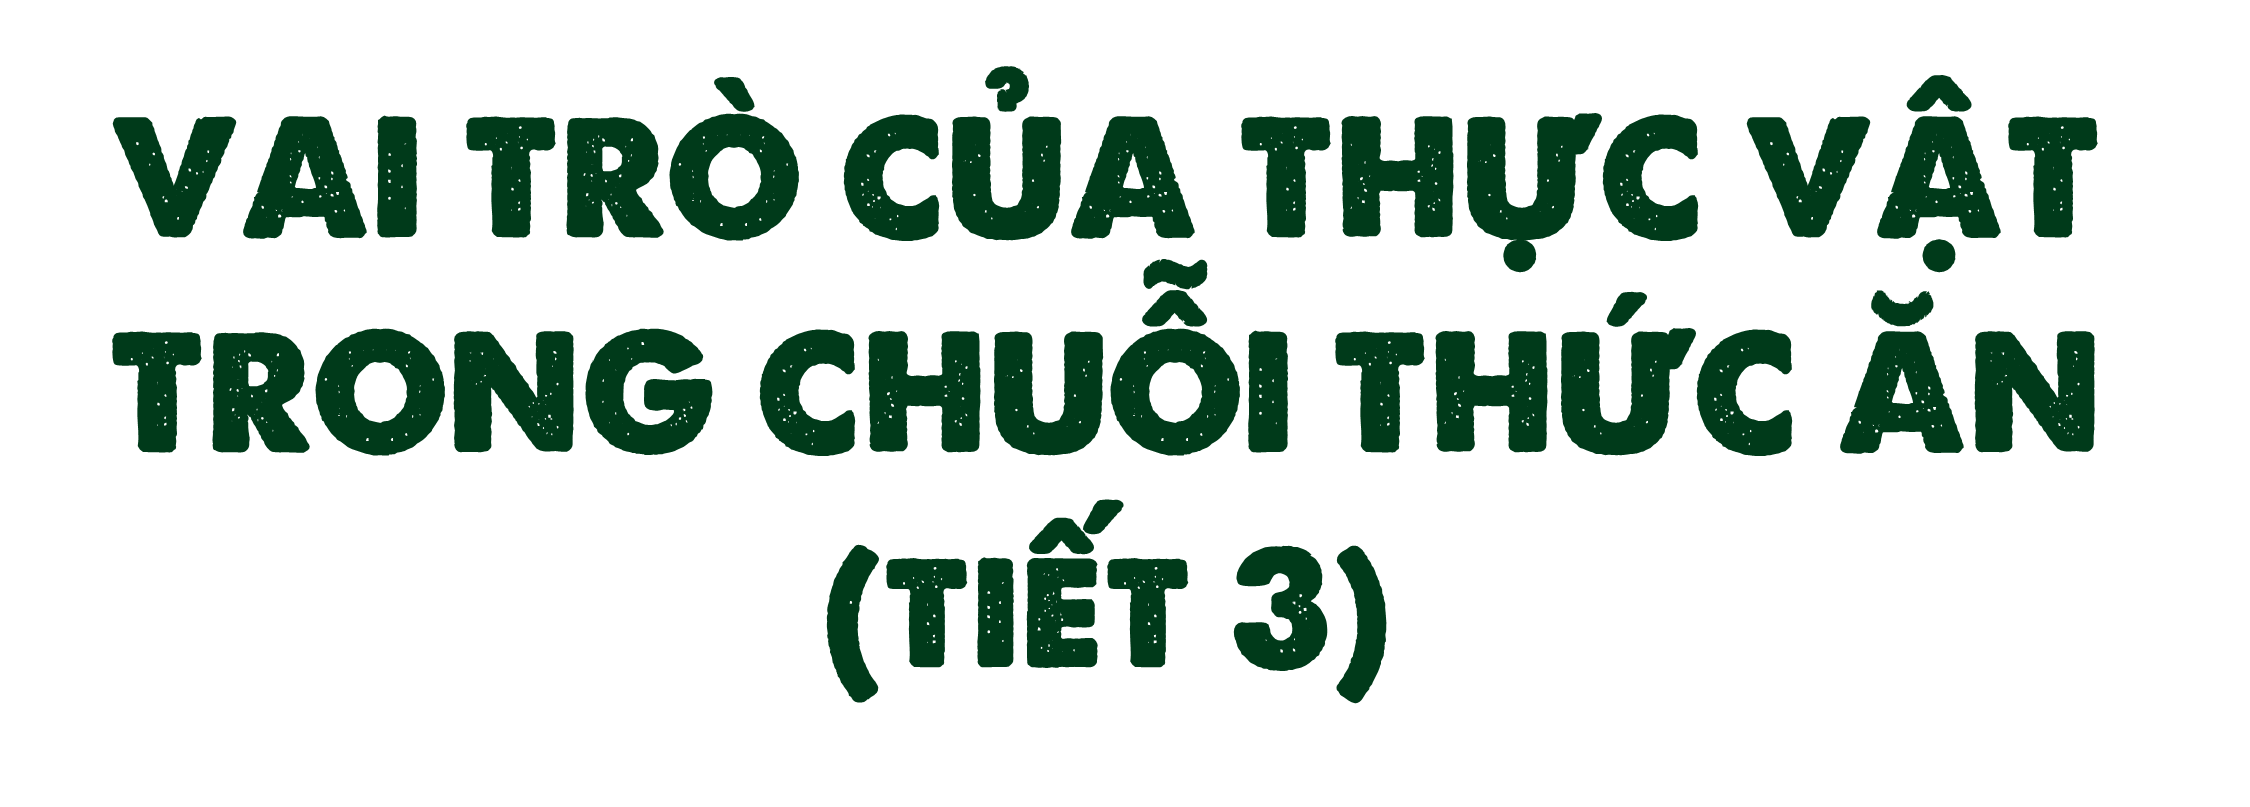 VAI TRÒ CỦA THỰC VẬT
TRONG CHUỖI THỨC ĂN
(TIẾT 3)